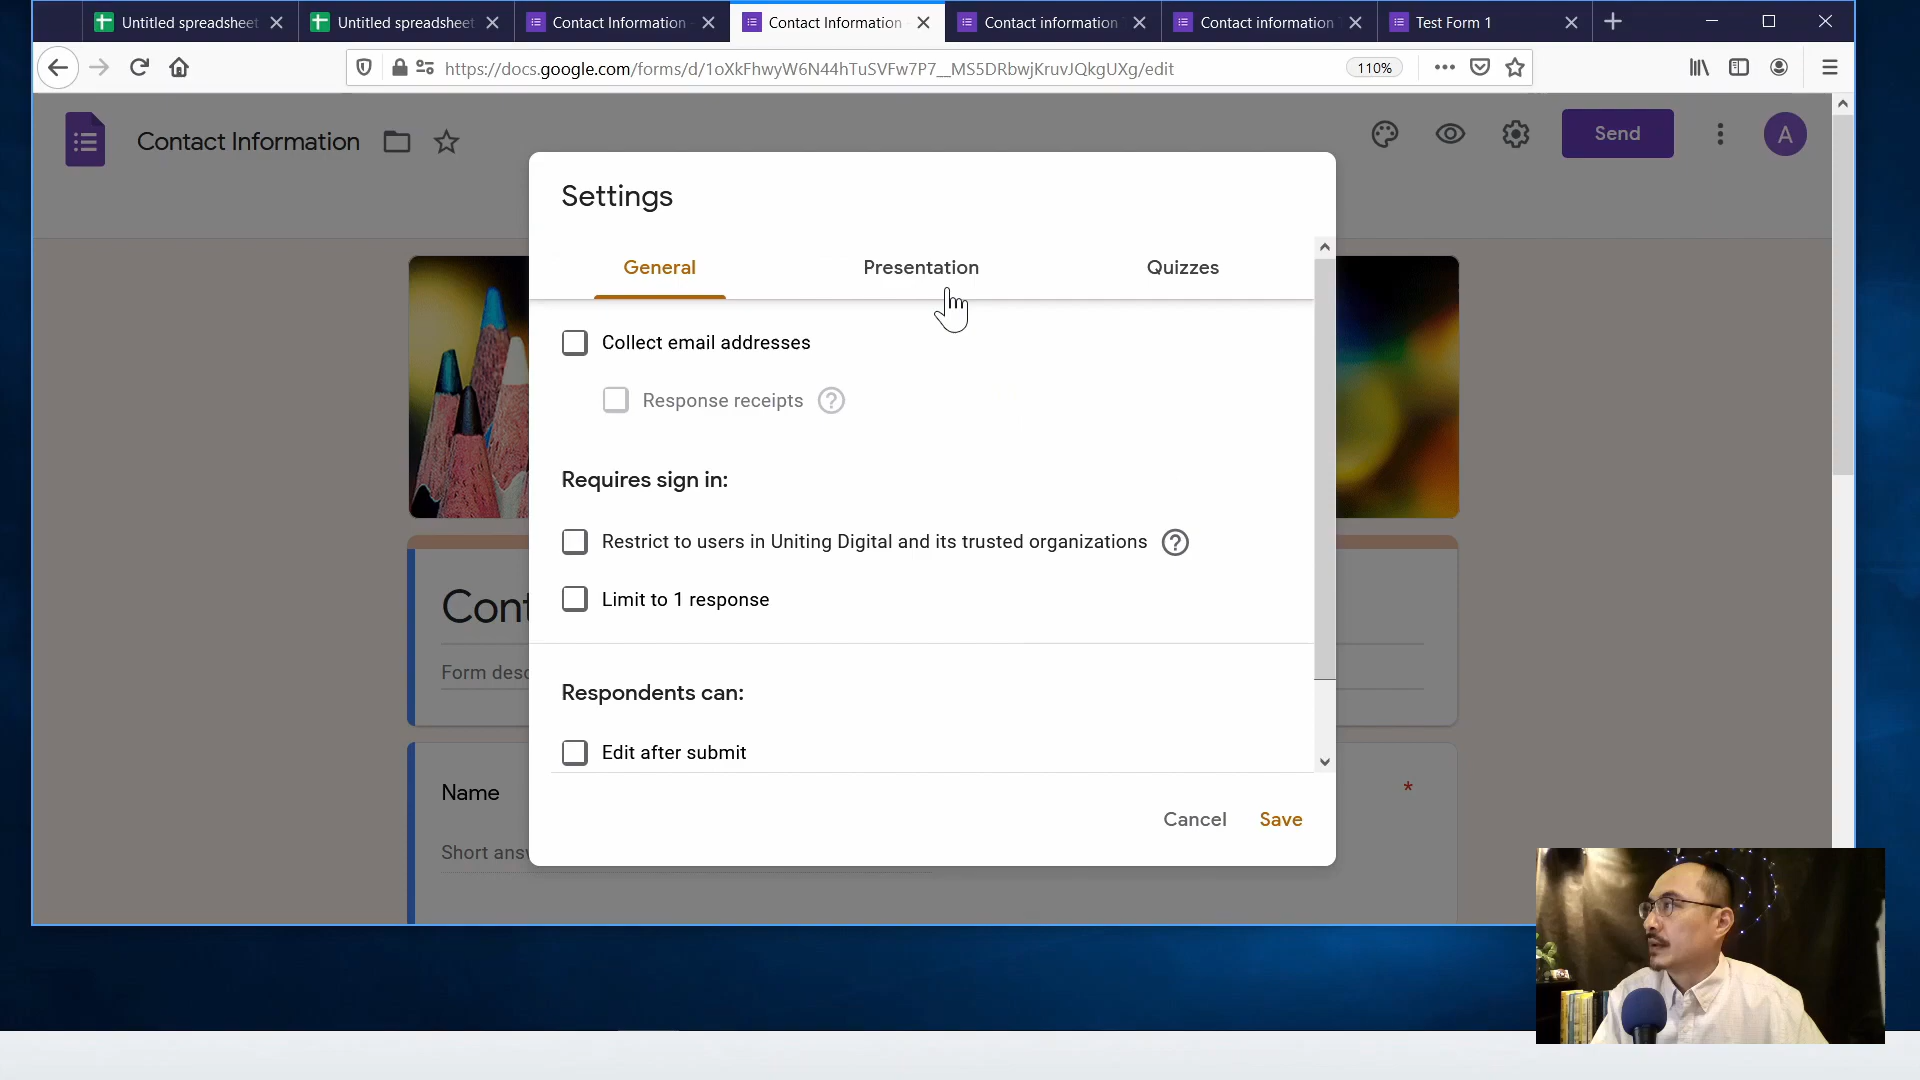 Untitled spreadsheet
Untitled spreadsheet
Contact Information
Contact Information
Contact information
Contact information
Test Form 1
https://docs.google.com/forms/d/1oXkFhwyW6N44hTuSVFw7P7__MS5DRbwjKruvJQkgUXg/edit
110%
Contact Information
Send
A
Settings
General
Presentation
Quizzes
Collect email addresses
Response receipts
Requires sign in:
Restrict to users in Uniting Digital and its trusted organizations
Limit to 1 response
Cont
Form desc
Respondents can:
Edit after submit
Name
*
Short ans
Cancel
Save